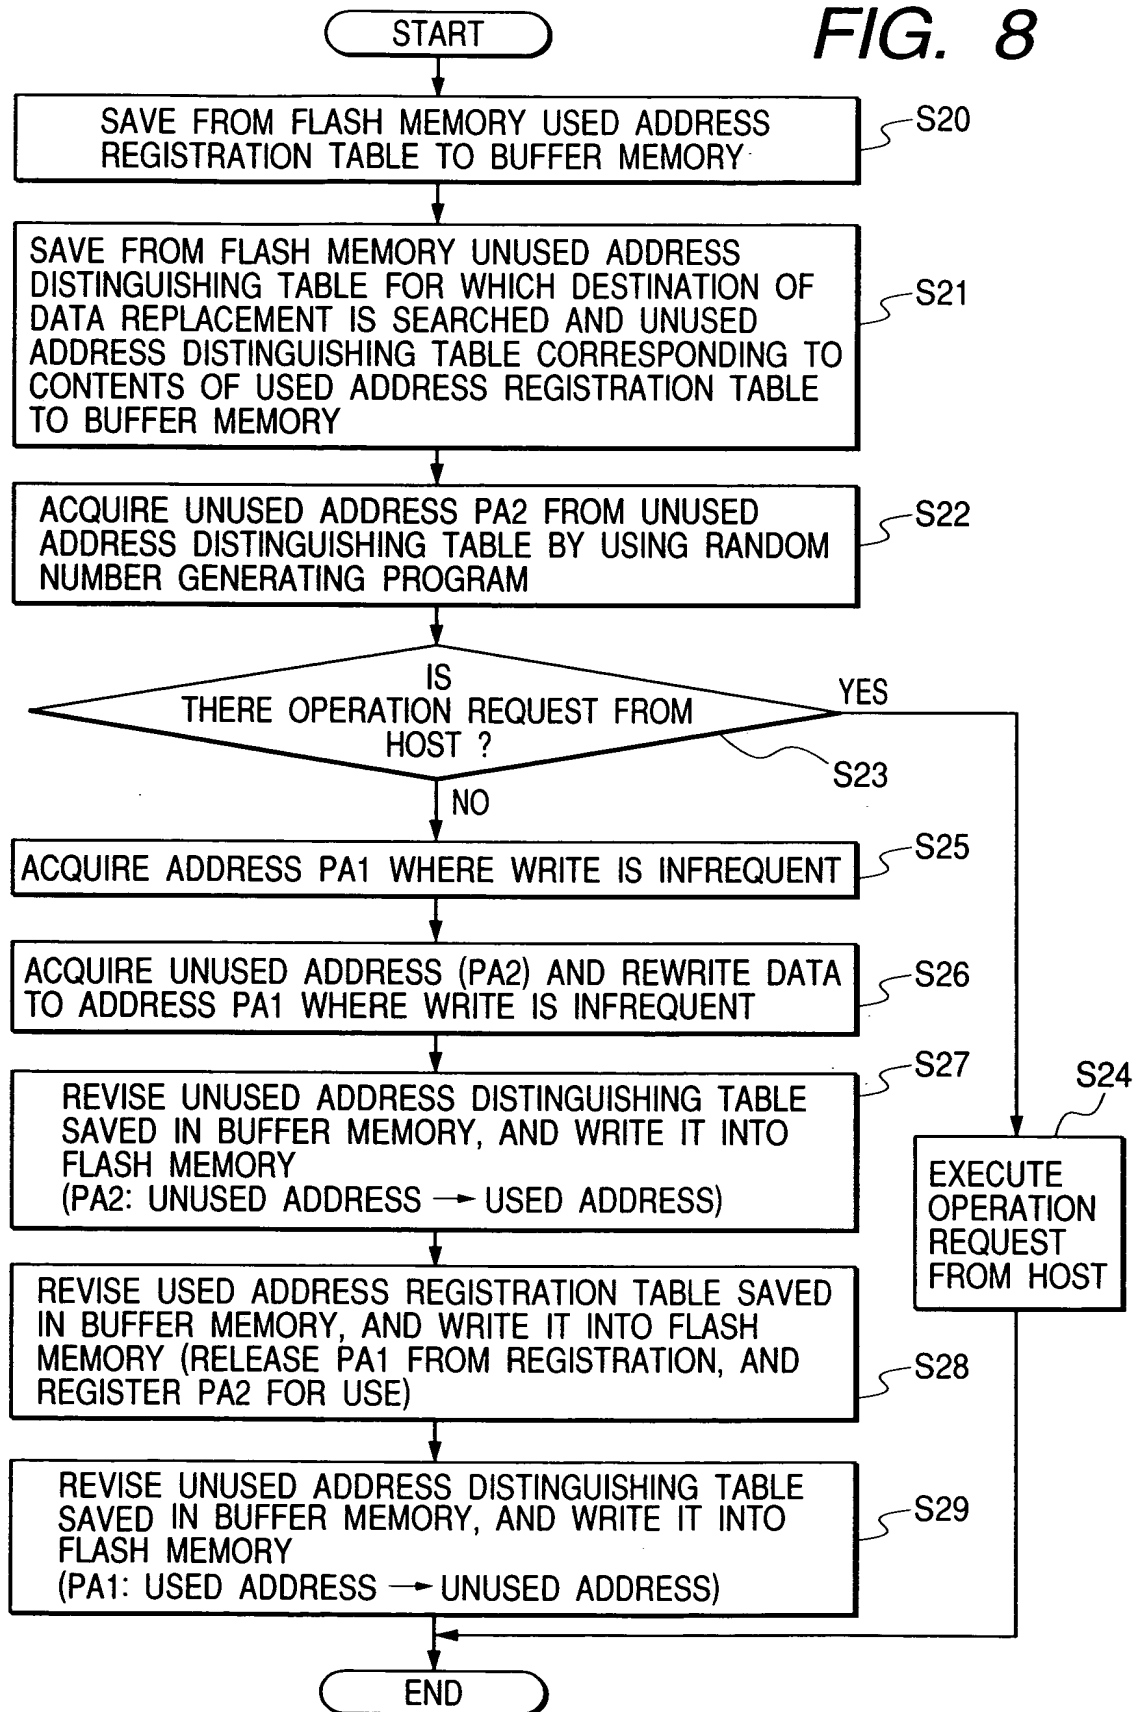 FIG. 8
START
SAVE FROM FLASH MEMORY USED ADDRESS
REGISTRATION TABLE TO BUFFER MEMORY
S20
SAVE FROM FLASH MEMORY UNUSED ADDRESS
DISTINGUISHING TABLE FOR WHICH DESTINATION OF
DATA REPLACEMENT IS SEARCHED AND UNUSED
ADDRESS DISTINGUISHING TABLE CORRESPONDING TO
CONTENTS OF USED ADDRESS REGISTRATION TABLE
TO BUFFER MEMORY
S21
ACQUIRE UNUSED ADDRESS PA2 FROM UNUSED
ADDRESS DISTINGUISHING TABLE BY USING RANDOM
NUMBER GENERATING PROGRAM
S22
IS
THERE OPERATION REQUEST FROM
HOST ?
YES
S23
NO
ACQUIRE ADDRESS PA1 WHERE WRITE IS INFREQUENT
S25
ACQUIRE UNUSED ADDRESS (PA2) AND REWRITE DATA
TO ADDRESS PA1 WHERE WRITE IS INFREQUENT
S26
REVISE UNUSED ADDRESS DISTINGUISHING TABLE
SAVED IN BUFFER MEMORY, AND WRITE IT INTO
FLASH MEMORY
(PA2: UNUSED ADDRESS → USED ADDRESS)
S27
S24
EXECUTE
OPERATION
REQUEST
FROM HOST
REVISE USED ADDRESS REGISTRATION TABLE SAVED
IN BUFFER MEMORY, AND WRITE IT INTO FLASH
MEMORY (RELEASE PA1 FROM REGISTRATION, AND
REGISTER PA2 FOR USE)
S28
REVISE UNUSED ADDRESS DISTINGUISHING TABLE
SAVED IN BUFFER MEMORY, AND WRITE IT INTO
FLASH MEMORY
(PA1: USED ADDRESS → UNUSED ADDRESS)
S29
END